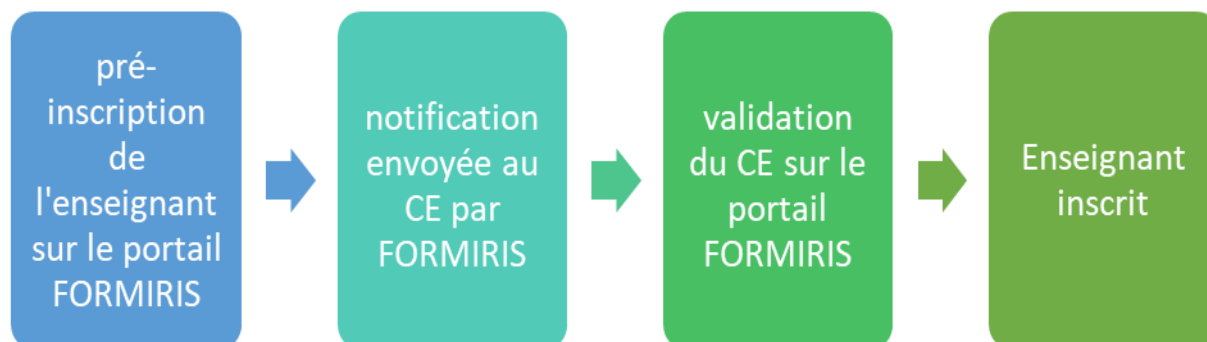 pré-
inscription
de
l'enseignant
sur le portail
FORMIRIS
notification
envoyée au
CE par
FORMIRIS
validation
du CE sur le
portail
FORMIRIS
Enseignant
inscrit